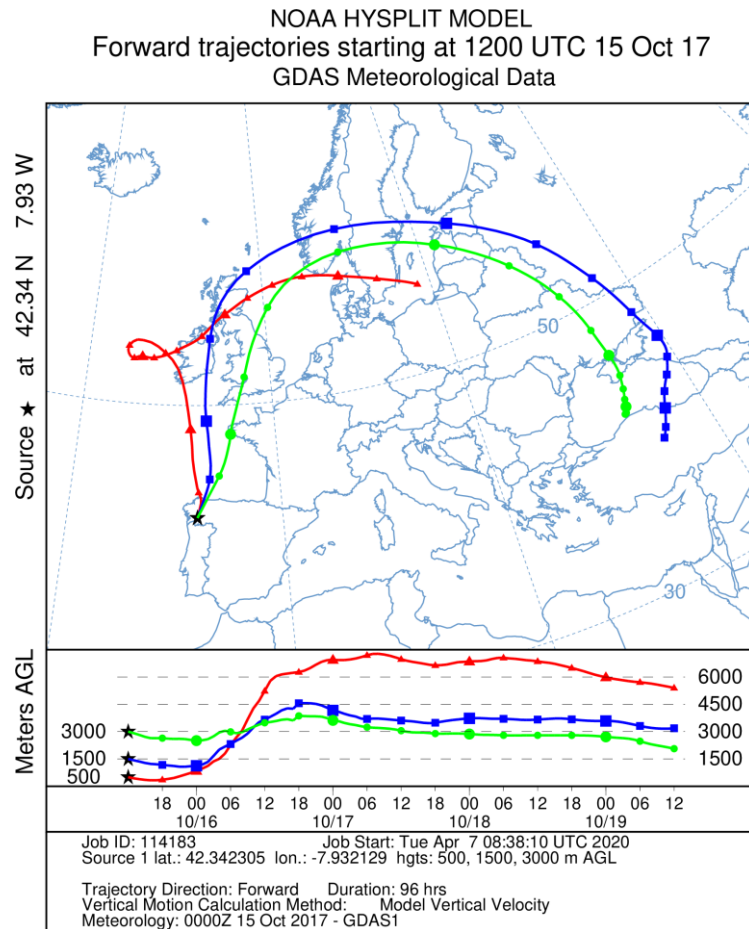 NOAA HYSPLIT MODEL
Forward trajectories starting at 1200 UTC 15 Oct 17
GDAS Meteorological Data
Source ★ at 42.34 N 7.93 W
50
30
Meters AGL
3000
1500
500
6000
4500
3000
1500
18 00 06 12 18 00 06 12 18 00 06 12 18 00 06 12
10/16 10/17 10/18 10/19
Job ID: 114183 Job Start: Tue Apr 7 08:38:10 UTC 2020
Source 1 lat.: 42.342305 lon.: -7.932129 hgts: 500, 1500, 3000 m AGL
Trajectory Direction: Forward Duration: 96 hrs
Vertical Motion Calculation Method: Model Vertical Velocity
Meteorology: 0000Z 15 Oct 2017 - GDAS1